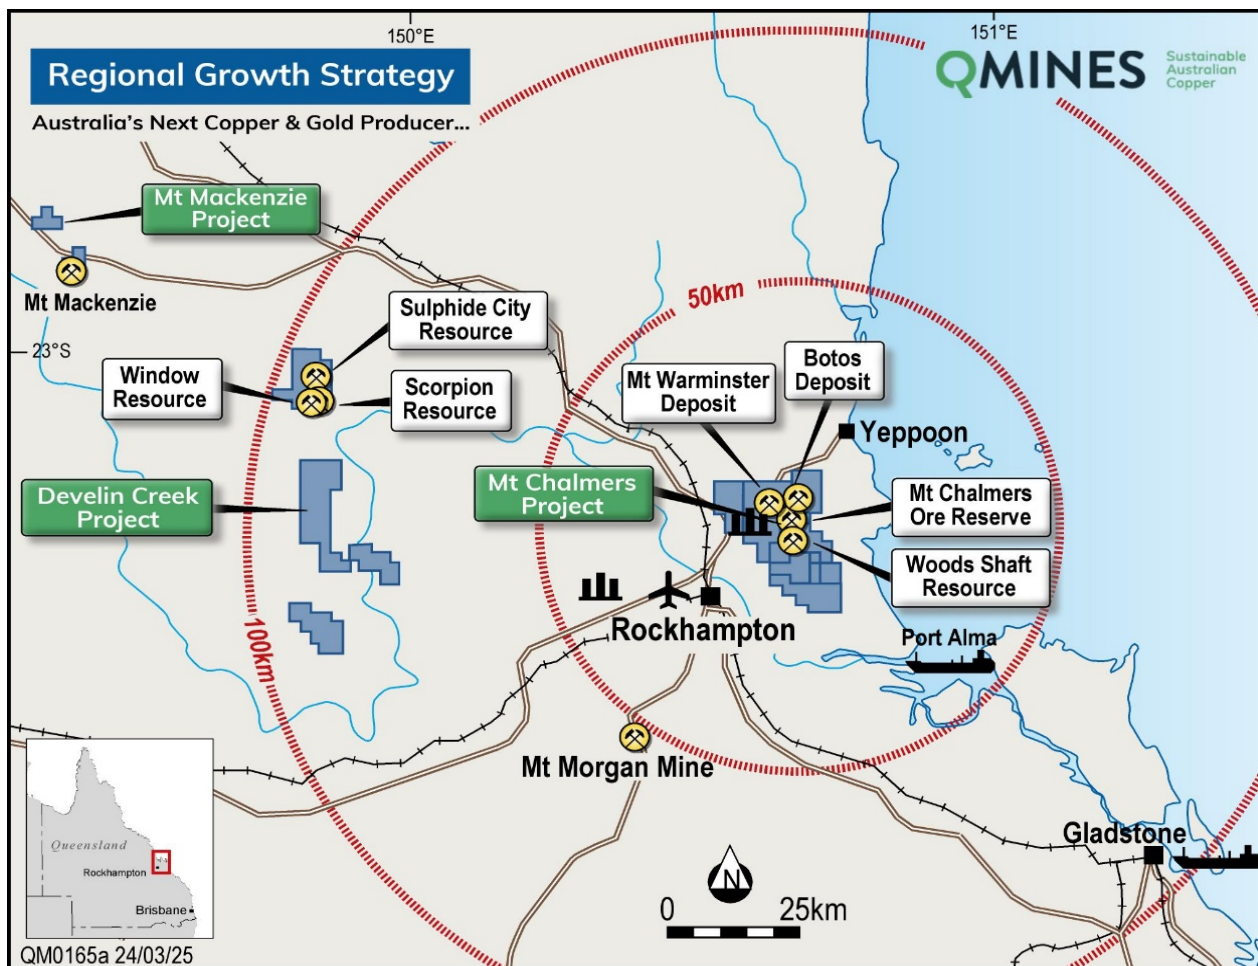 150°E
151°E
Regional Growth Strategy
Australia's Next Copper & Gold Producer...
QMINES
Sustainable
Australian
Copper
Mt Mackenzie
Project
Mt Mackenzie
50km
Sulphide City
Resource
23°S
Window
Resource
Scorpion
Resource
Mt Warminster
Deposit
Botos
Deposit
Yeppoon
Develin Creek
Project
Mt Chalmers
Project
Mt Chalmers
Ore Reserve
Woods Shaft
Resource
Rockhampton
Port Alma
100km
Mt Morgan Mine
Gladstone
N
0 25km
Queensland
Rockhampton
Brisbane
QM0165a 24/03/25